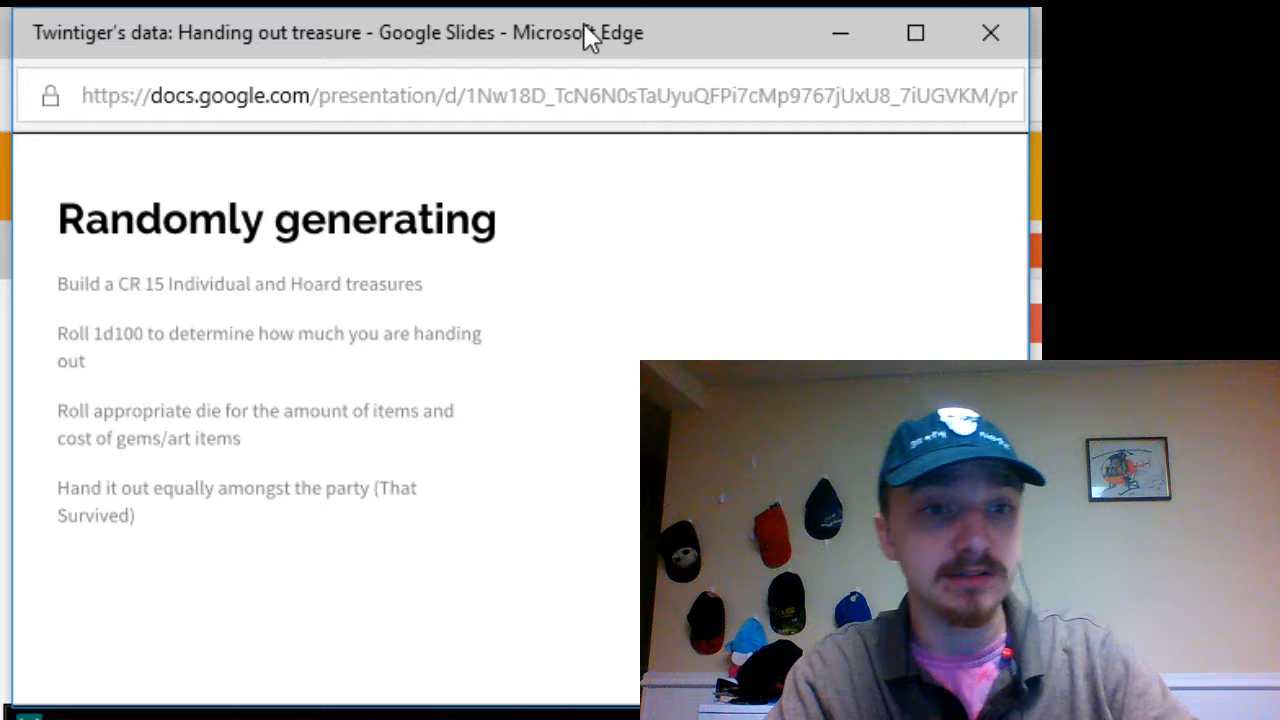 Twintiger's data: Handing out treasure - Google Slides - Microsoft Edge
https://docs.google.com/presentation/d/1Nw18D_TcN6N0sTaUyuQFPi7cMp9767jUxU8_7iUGVKM/pr
Randomly generating
Build a CR 15 Individual and Hoard treasures
Roll 1d100 to determine how much you are handing
out
Roll appropriate die for the amount of items and
cost of gems/art items
Hand it out equally amongst the party (That
Survived)